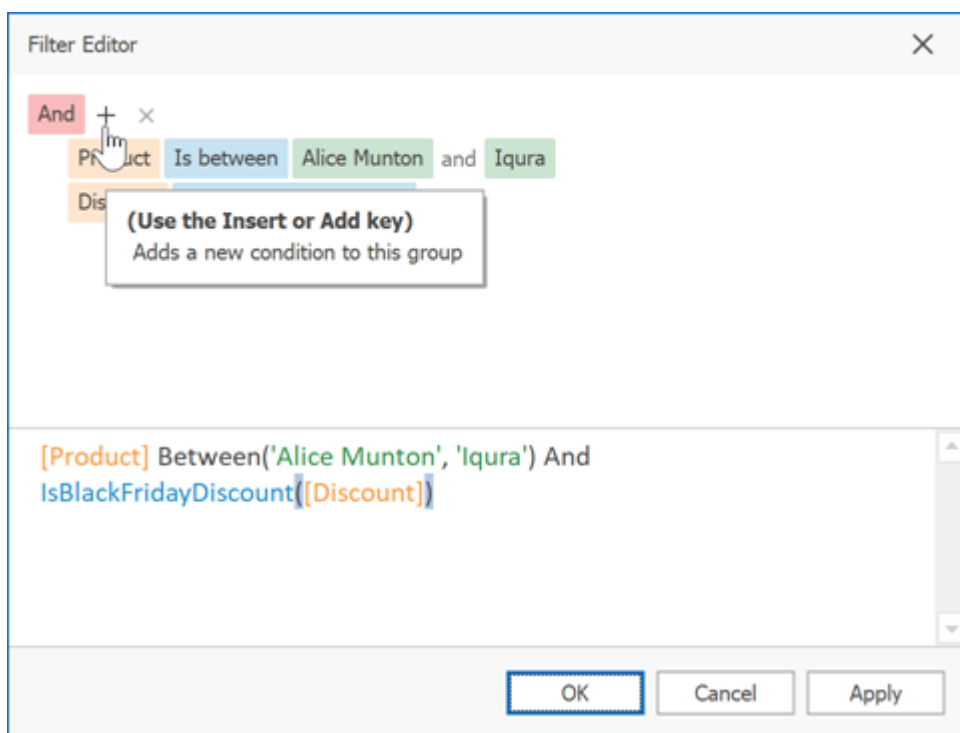 Filter Editor
And
Is between Alice Munton and Iqura
(Use the Insert or Add key)
Adds a new condition to this group
[Product] Between('Alice Munton', 'Iqura') And
IsBlackFridayDiscount([Discount])
OK Cancel Apply